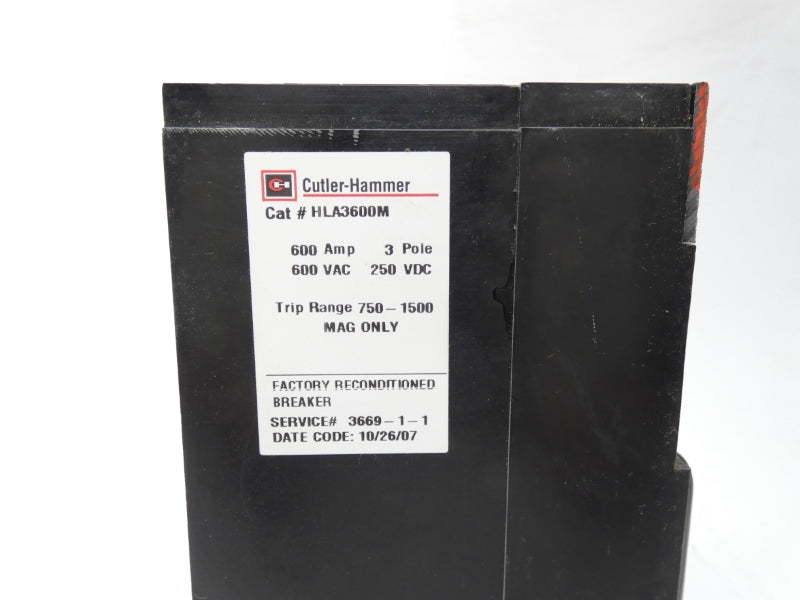 Cutler-Hammer
Cat # HLA3600M
600 Amp 3 Pole
600 VAC 250 VDC
Trip Range 750-1500
MAG ONLY
FACTORY RECONDITIONED
BREAKER
SERVICE# 3669-1-1
DATE CODE: 10/26/07